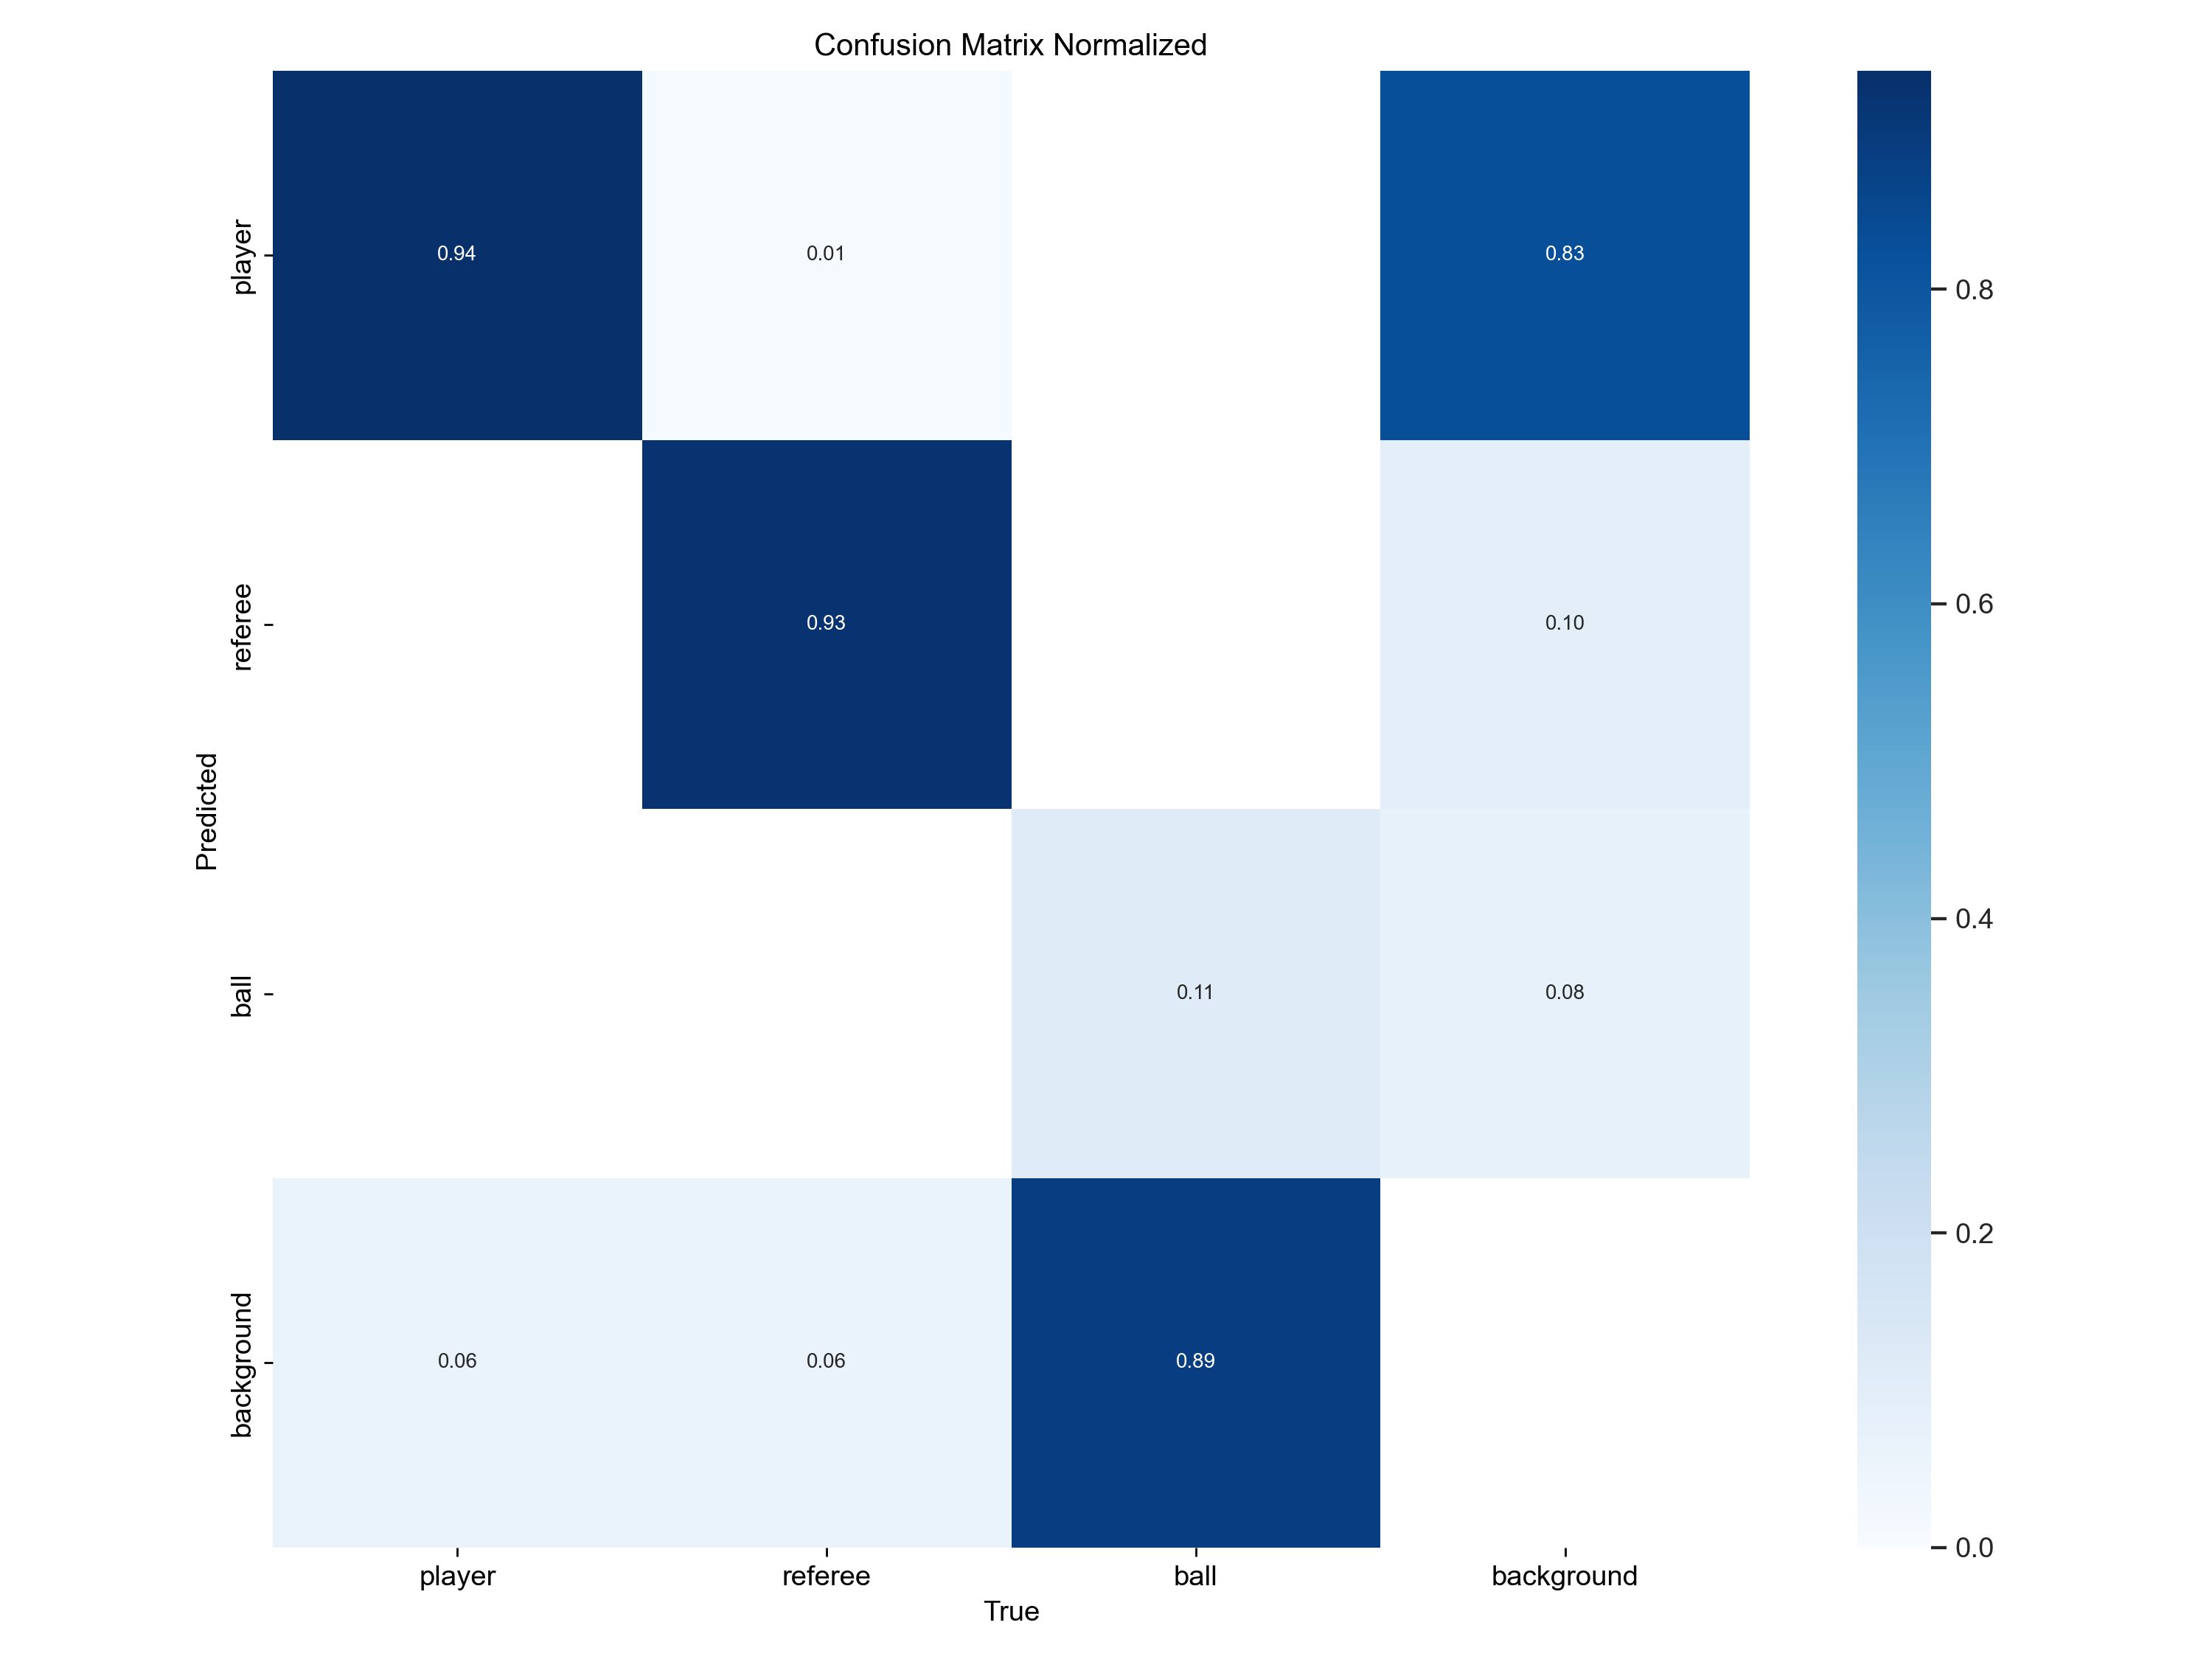 Confusion Matrix Normalized
player
0.94
0.01
0.83
0.8
referee
0.93
0.10
0.6
Predicted
0.4
ball
0.11
0.08
0.2
background
0.06
0.06
0.89
0.0
player
referee
ball
background
True